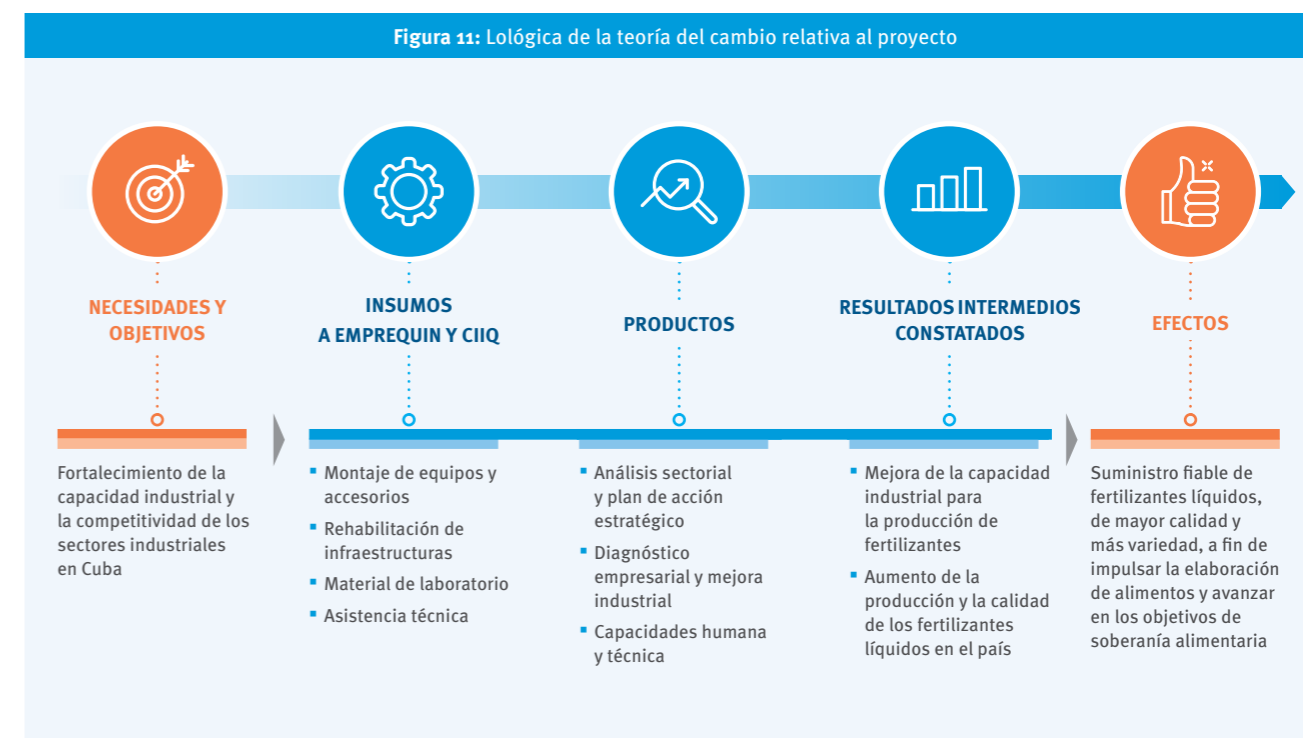 Figura 11: Lológica de la teoría del cambio relativa al proyecto
NECESIDADES Y
OBJETIVOS
Fortalecimiento de la
capacidad industrial y
la competitividad de los
sectores industriales
en Cuba
INSUMOS
A EMPREQUIN Y CIIQ
▪ Montaje de equipos y
accesorios
▪ Rehabilitación de
infraestructuras
▪ Material de laboratorio
▪ Asistencia técnica
PRODUCTOS
▪ Análisis sectorial
y plan de acción
estratégico
▪ Diagnóstico
empresarial y mejora
industrial
▪ Capacidades humana
y técnica
RESULTADOS INTERMEDIOS
CONSTATADOS
▪ Mejora de la capacidad
industrial para
la producción de
fertilizantes
▪ Aumento de la
producción y la calidad
de los fertilizantes
líquidos en el país
EFECTOS
Suministro fiable de
fertilizantes líquidos,
de mayor calidad y
más variedad, a fin de
impulsar la elaboración
de alimentos y avanzar
en los objetivos de
soberanía alimentaria